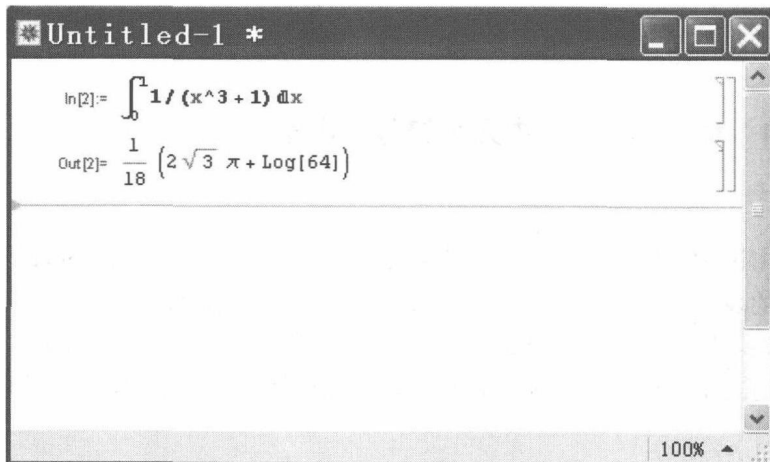 Untitled-1 *
In[2]:= ∫₀¹ 1/(x^3 + 1) ⅆx
Out[2]= 1/18 (2 √3 π + Log[64])
100%